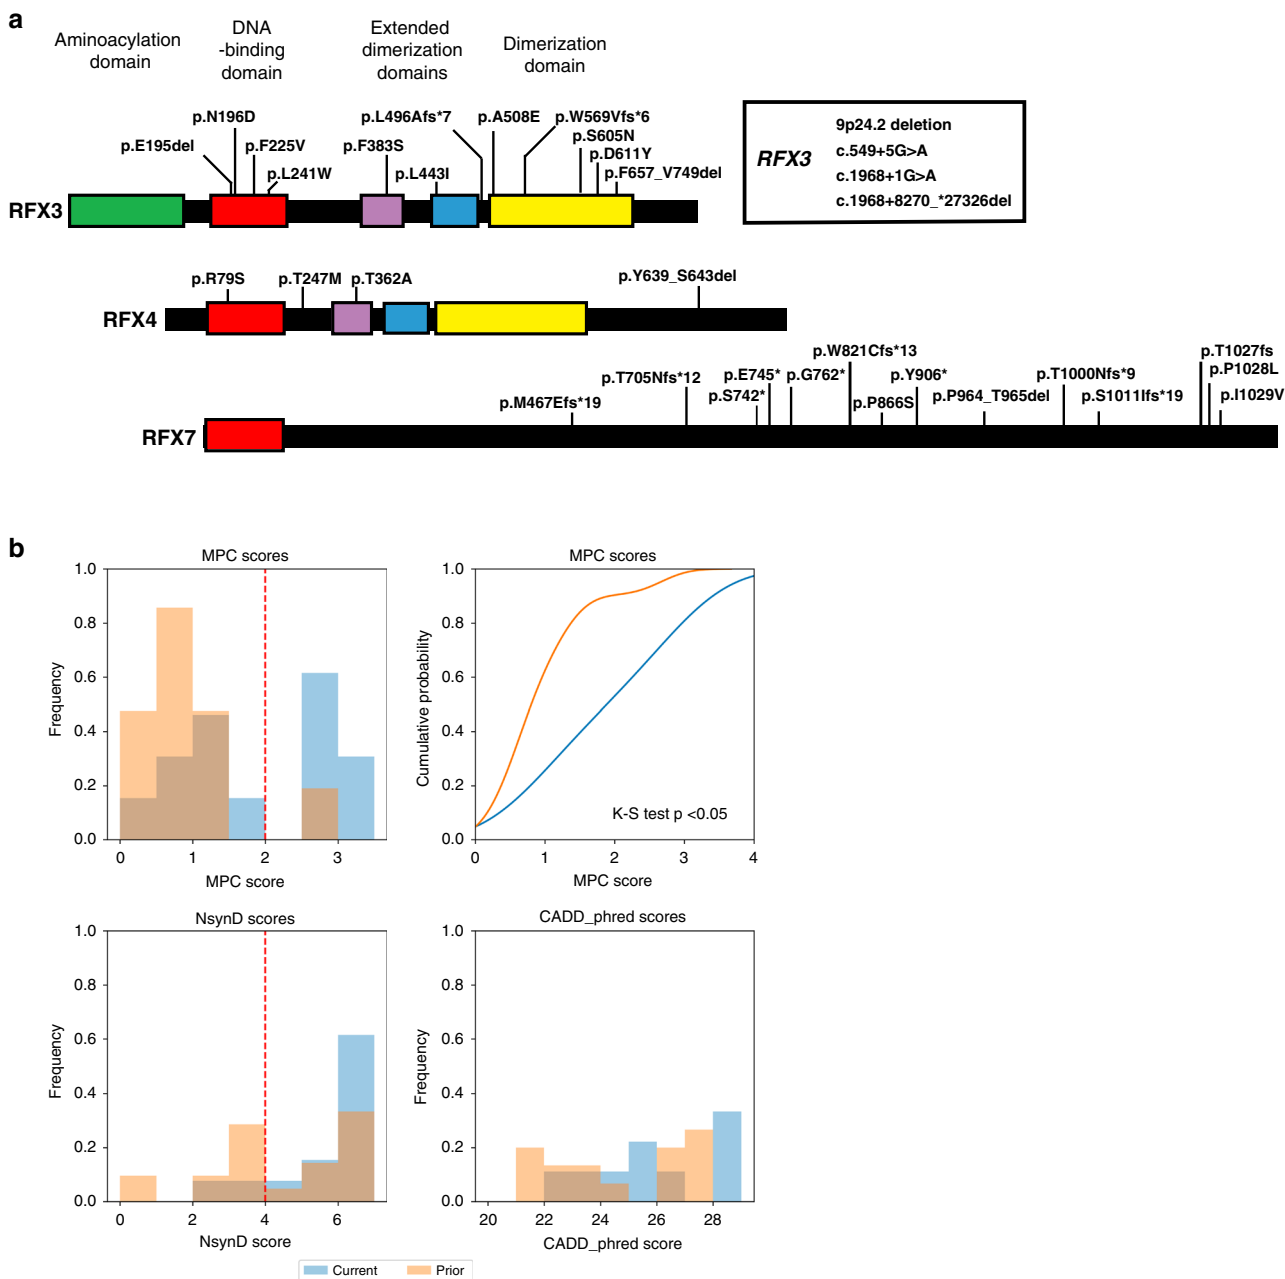 a
Aminoacylation
domain
DNA
-binding
domain
Extended
dimerization
domains
Dimerization
domain
p.N196D
p.L496Afs*7
p.A508E
p.W569Vfs*6
p.E195del
p.F225V
p.F383S
p.S605N
p.L241W
p.L443I
p.D611Y
p.F657_V749del
RFX3
RFX3
9p24.2 deletion
c.549+5G>A
c.1968+1G>A
c.1968+8270_*27326del
p.R79S
p.T247M
p.T362A
p.Y639_S643del
RFX4
p.W821Cfs*13
p.T1027fs
p.T705Nfs*12
p.E745*
p.G762*
p.Y906*
p.T1000Nfs*9
p.P1028L
p.M467Efs*19
p.S742*
p.P866S
p.P964_T965del
p.S1011Ifs*19
p.I1029V
RFX7
b
MPC scores
1.0
0.8
0.6
0.4
0.2
0.0
Frequency
0 1 2 3
MPC score
MPC scores
1.0
0.8
0.6
0.4
0.2
0.0
Cumulative probability
K-S test p <0.05
0 1 2 3 4
MPC score
NsynD scores
1.0
0.8
0.6
0.4
0.2
0.0
Frequency
0 2 4 6
NsynD score
CADD_phred scores
1.0
0.8
0.6
0.4
0.2
0.0
Frequency
20 22 24 26 28
CADD_phred score
Current Prior